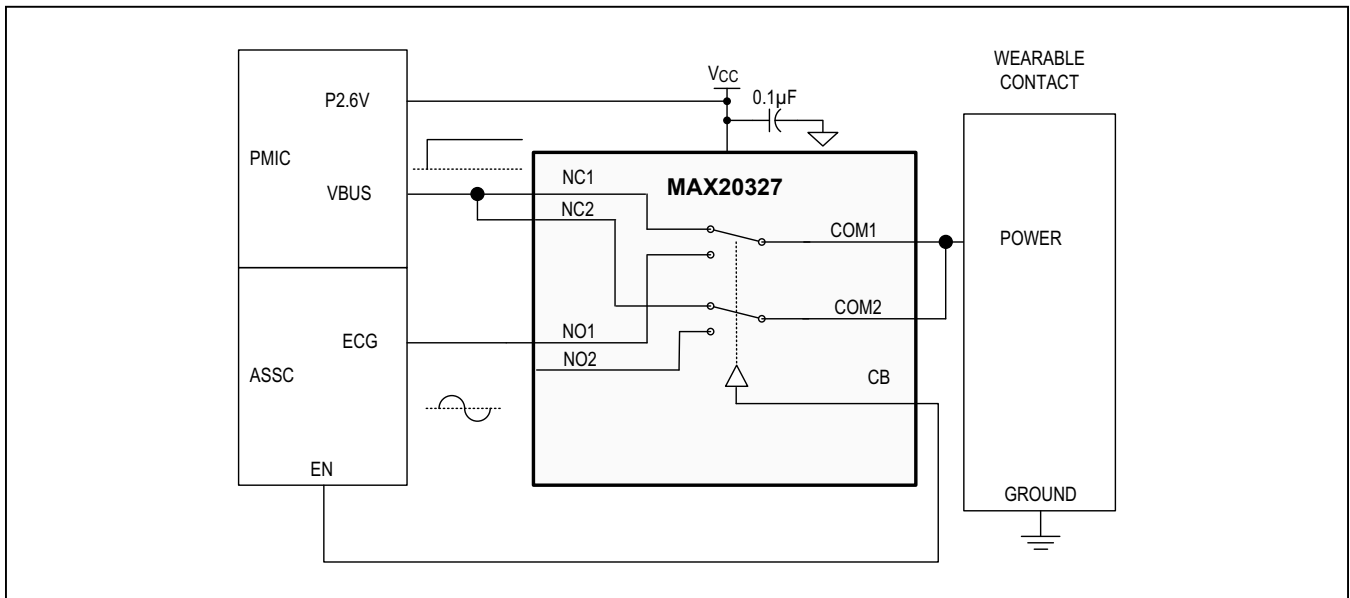 WEARABLE
CONTACT
VCC
0.1µF
P2.6V
PMIC
VBUS
NC1
NC2
MAX20327
COM1
COM2
POWER
ECG
ASSC
NO1
NO2
CB
EN
GROUND